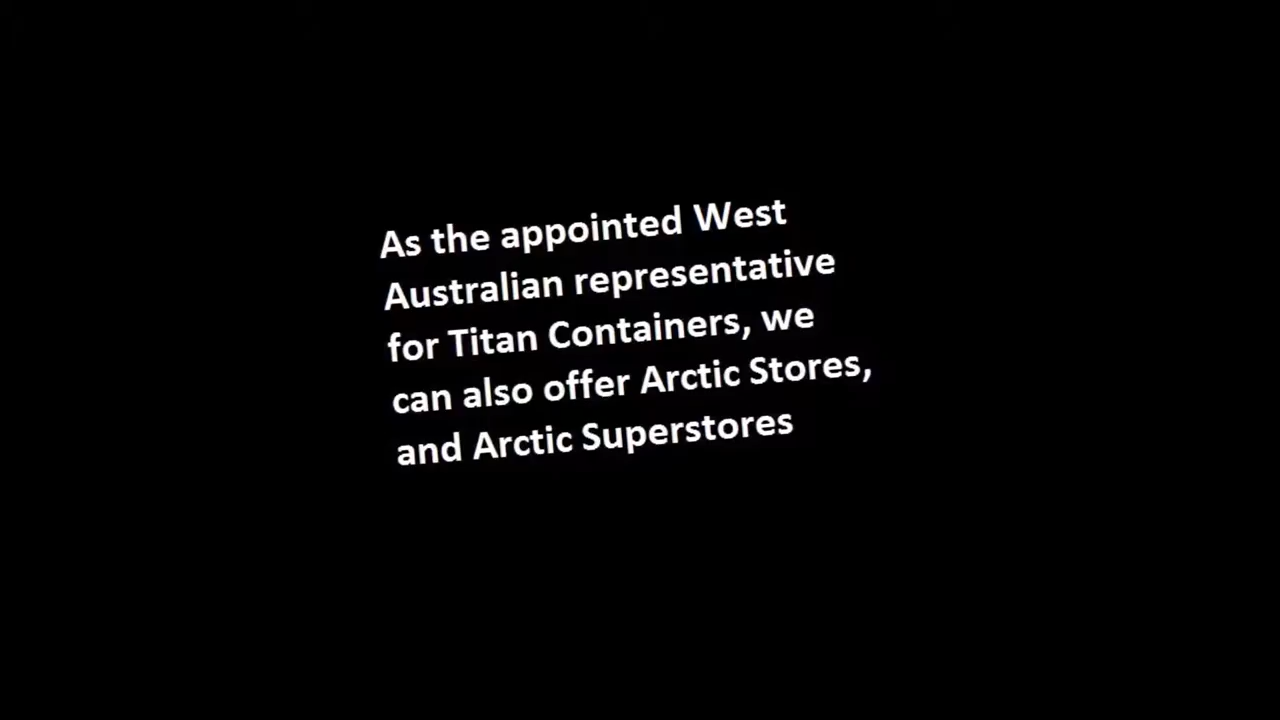 As the appointed West
Australian representative
for Titan Containers, we
can also offer Arctic Stores,
and Arctic Superstores